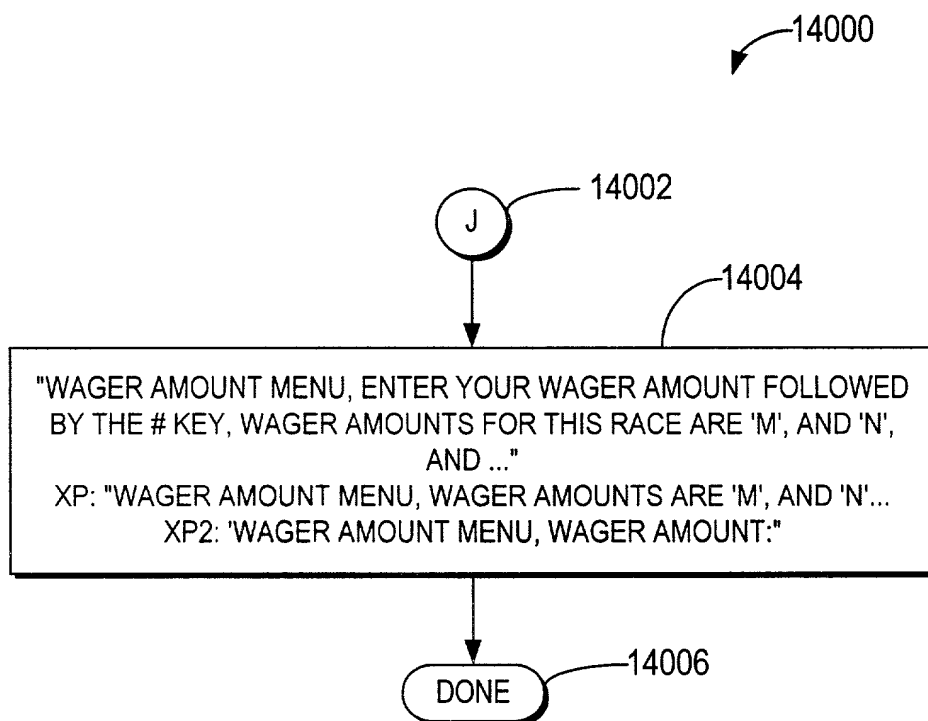 14000
14002
J
14004
"WAGER AMOUNT MENU, ENTER YOUR WAGER AMOUNT FOLLOWED
BY THE # KEY, WAGER AMOUNTS FOR THIS RACE ARE 'M', AND 'N',
AND ..."
XP: "WAGER AMOUNT MENU, WAGER AMOUNTS ARE 'M', AND 'N'...
XP2: 'WAGER AMOUNT MENU, WAGER AMOUNT:"
14006
DONE